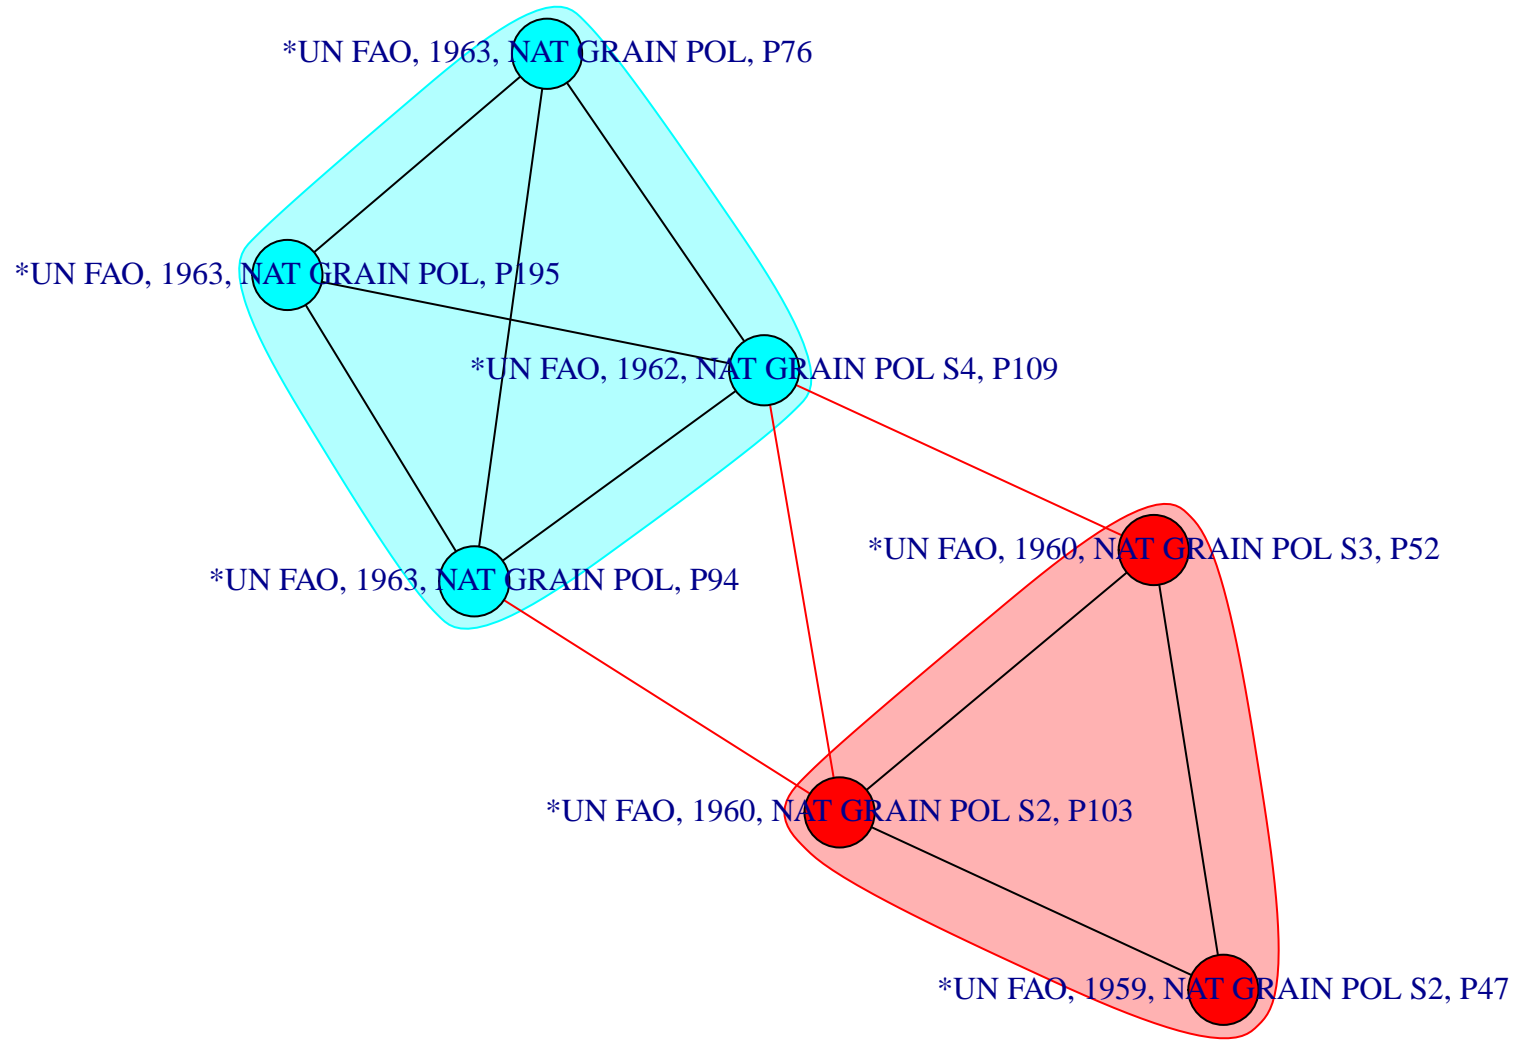 *UN FAO, 1963, NAT GRAIN POL, P76
*UN FAO, 1963, NAT GRAIN POL, P195
*UN FAO, 1962, NAT GRAIN POL S4, P109
*UN FAO, 1960, NAT GRAIN POL S3, P52
*UN FAO, 1963, NAT GRAIN POL, P94
*UN FAO, 1960, NAT GRAIN POL S2, P103
*UN FAO, 1959, NAT GRAIN POL S2, P47